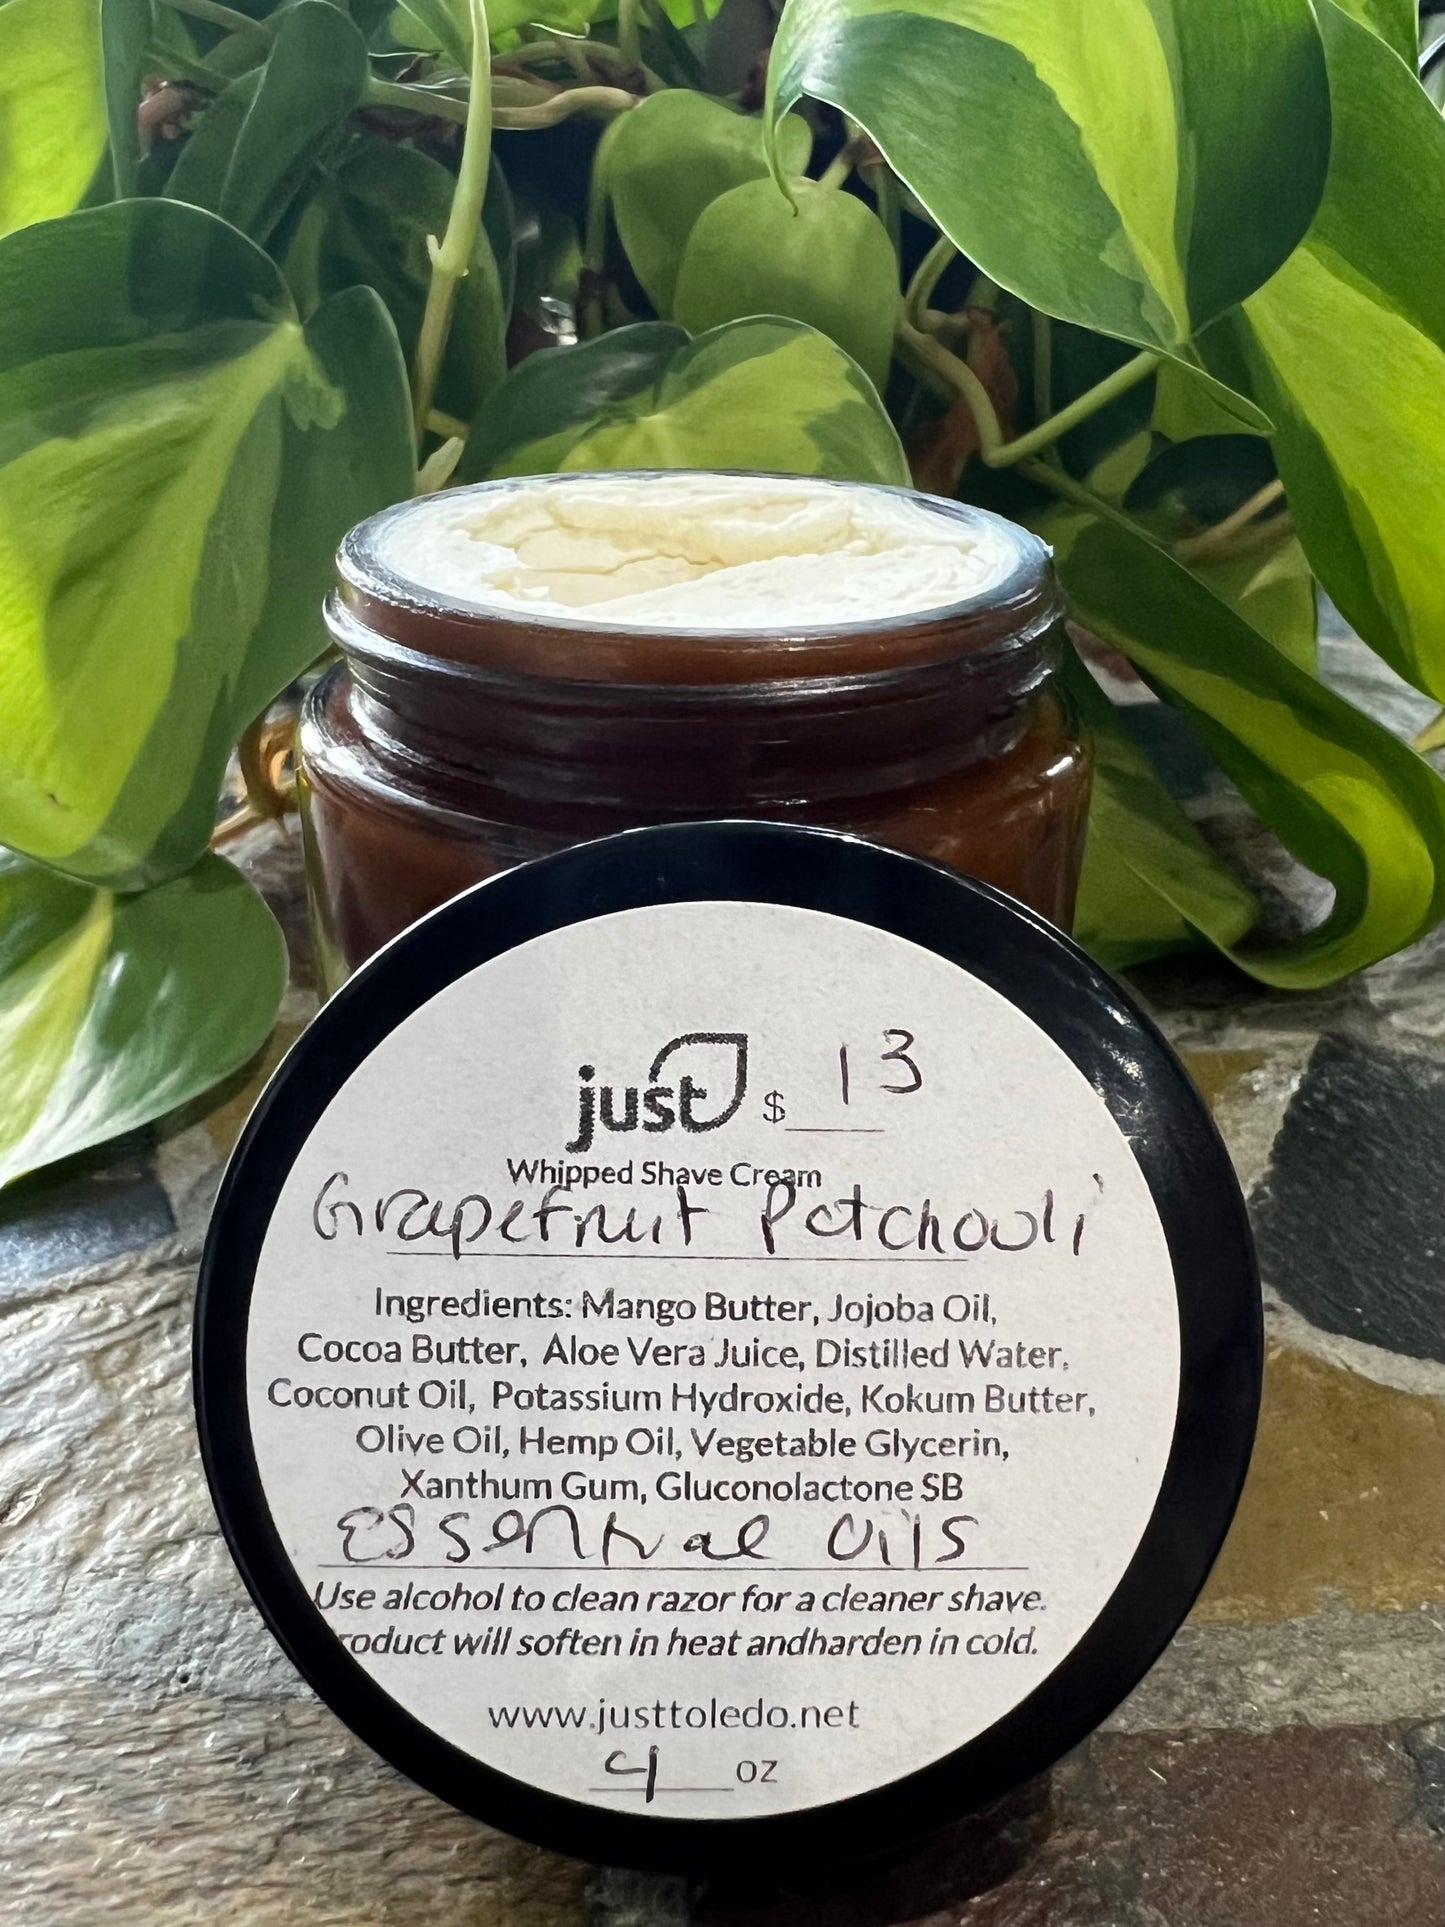 just $ 13
Whipped Shave Cream
Grapefruit Patchouli
Ingredients: Mango Butter, Jojoba Oil,
Cocoa Butter, Aloe Vera Juice, Distilled Water,
Coconut Oil, Potassium Hydroxide, Kokum Butter,
Olive Oil, Hemp Oil, Vegetable Glycerin,
Xanthum Gum, Gluconolactone SB
Essential Oils
Use alcohol to clean razor for a cleaner shave.
roduct will soften in heat andharden in cold.
www.justtoledo.net
4 oz